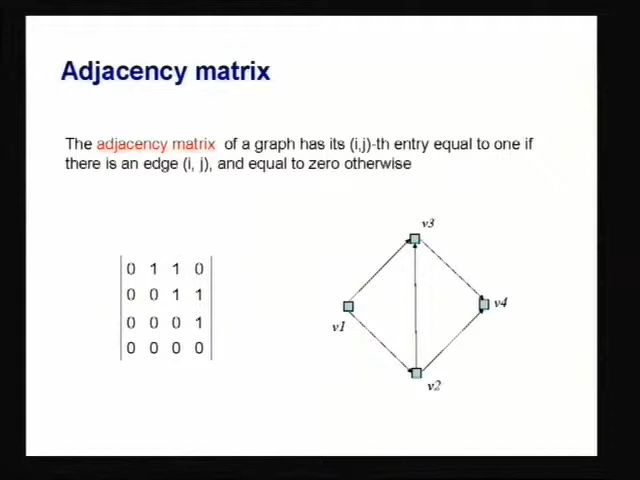 Adjacency matrix
The adjacency matrix of a graph has its (i,j)-th entry equal to one if
there is an edge (i, j), and equal to zero otherwise
0 1 1 0
0 0 1 1
0 0 0 1
0 0 0 0
v3
v4
v1
v2